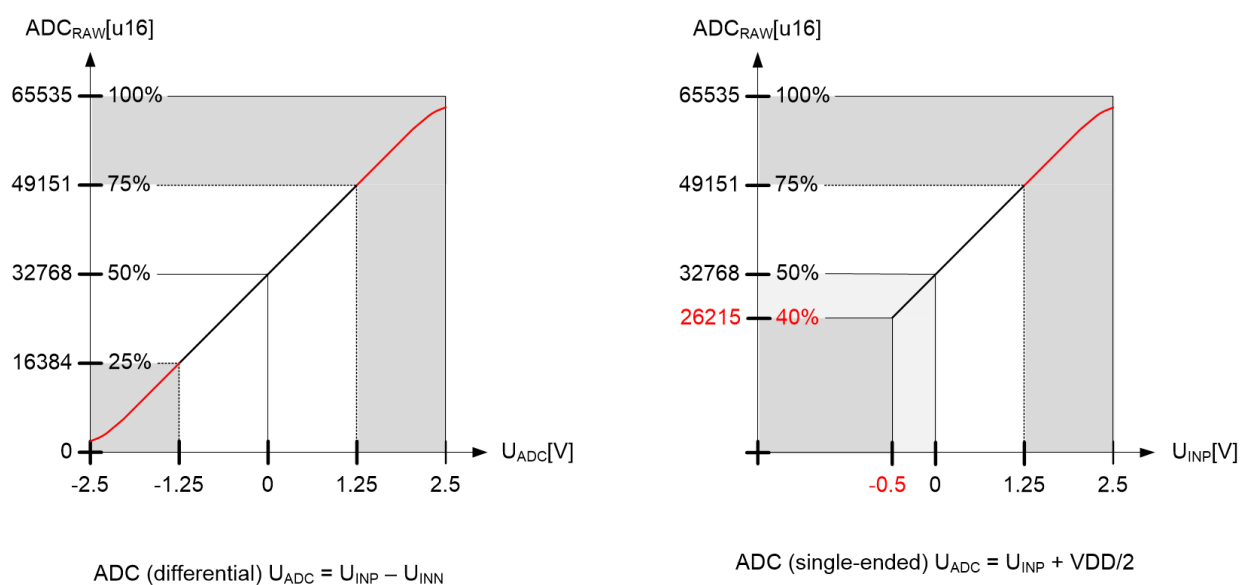 ADCRAW[u16]
65535 100%
49151 75%
32768 50%
16384 25%
0
UADC[V]
-2.5 -1.25 0 1.25 2.5
ADC (differential) UADC = UINP – UINN
ADCRAW[u16]
65535 100%
49151 75%
32768 50%
26215 40%
UINP[V]
-0.5 0 1.25 2.5
ADC (single-ended) UADC = UINP + VDD/2